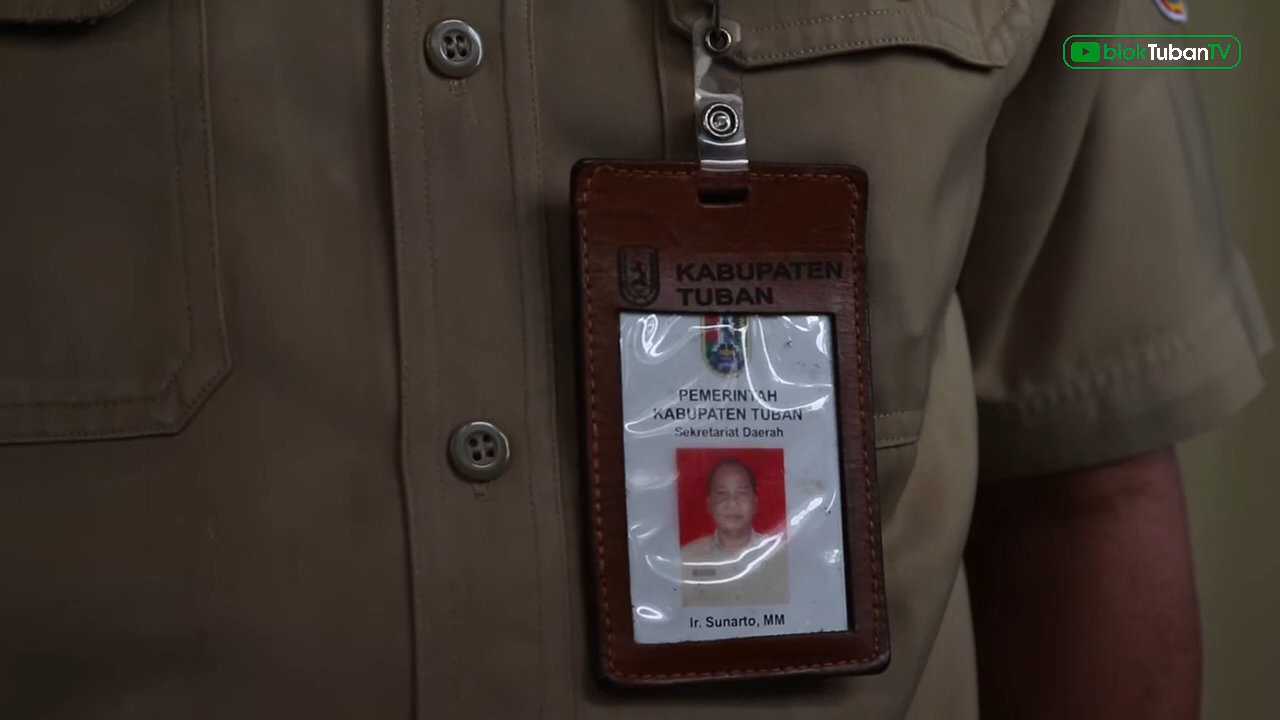 blokTubanTV
KABUPATEN
TUBAN
PEMERINTAH
KABUPATEN TUBAN
Sekretariat Daerah
Ir. Sunarto, MM